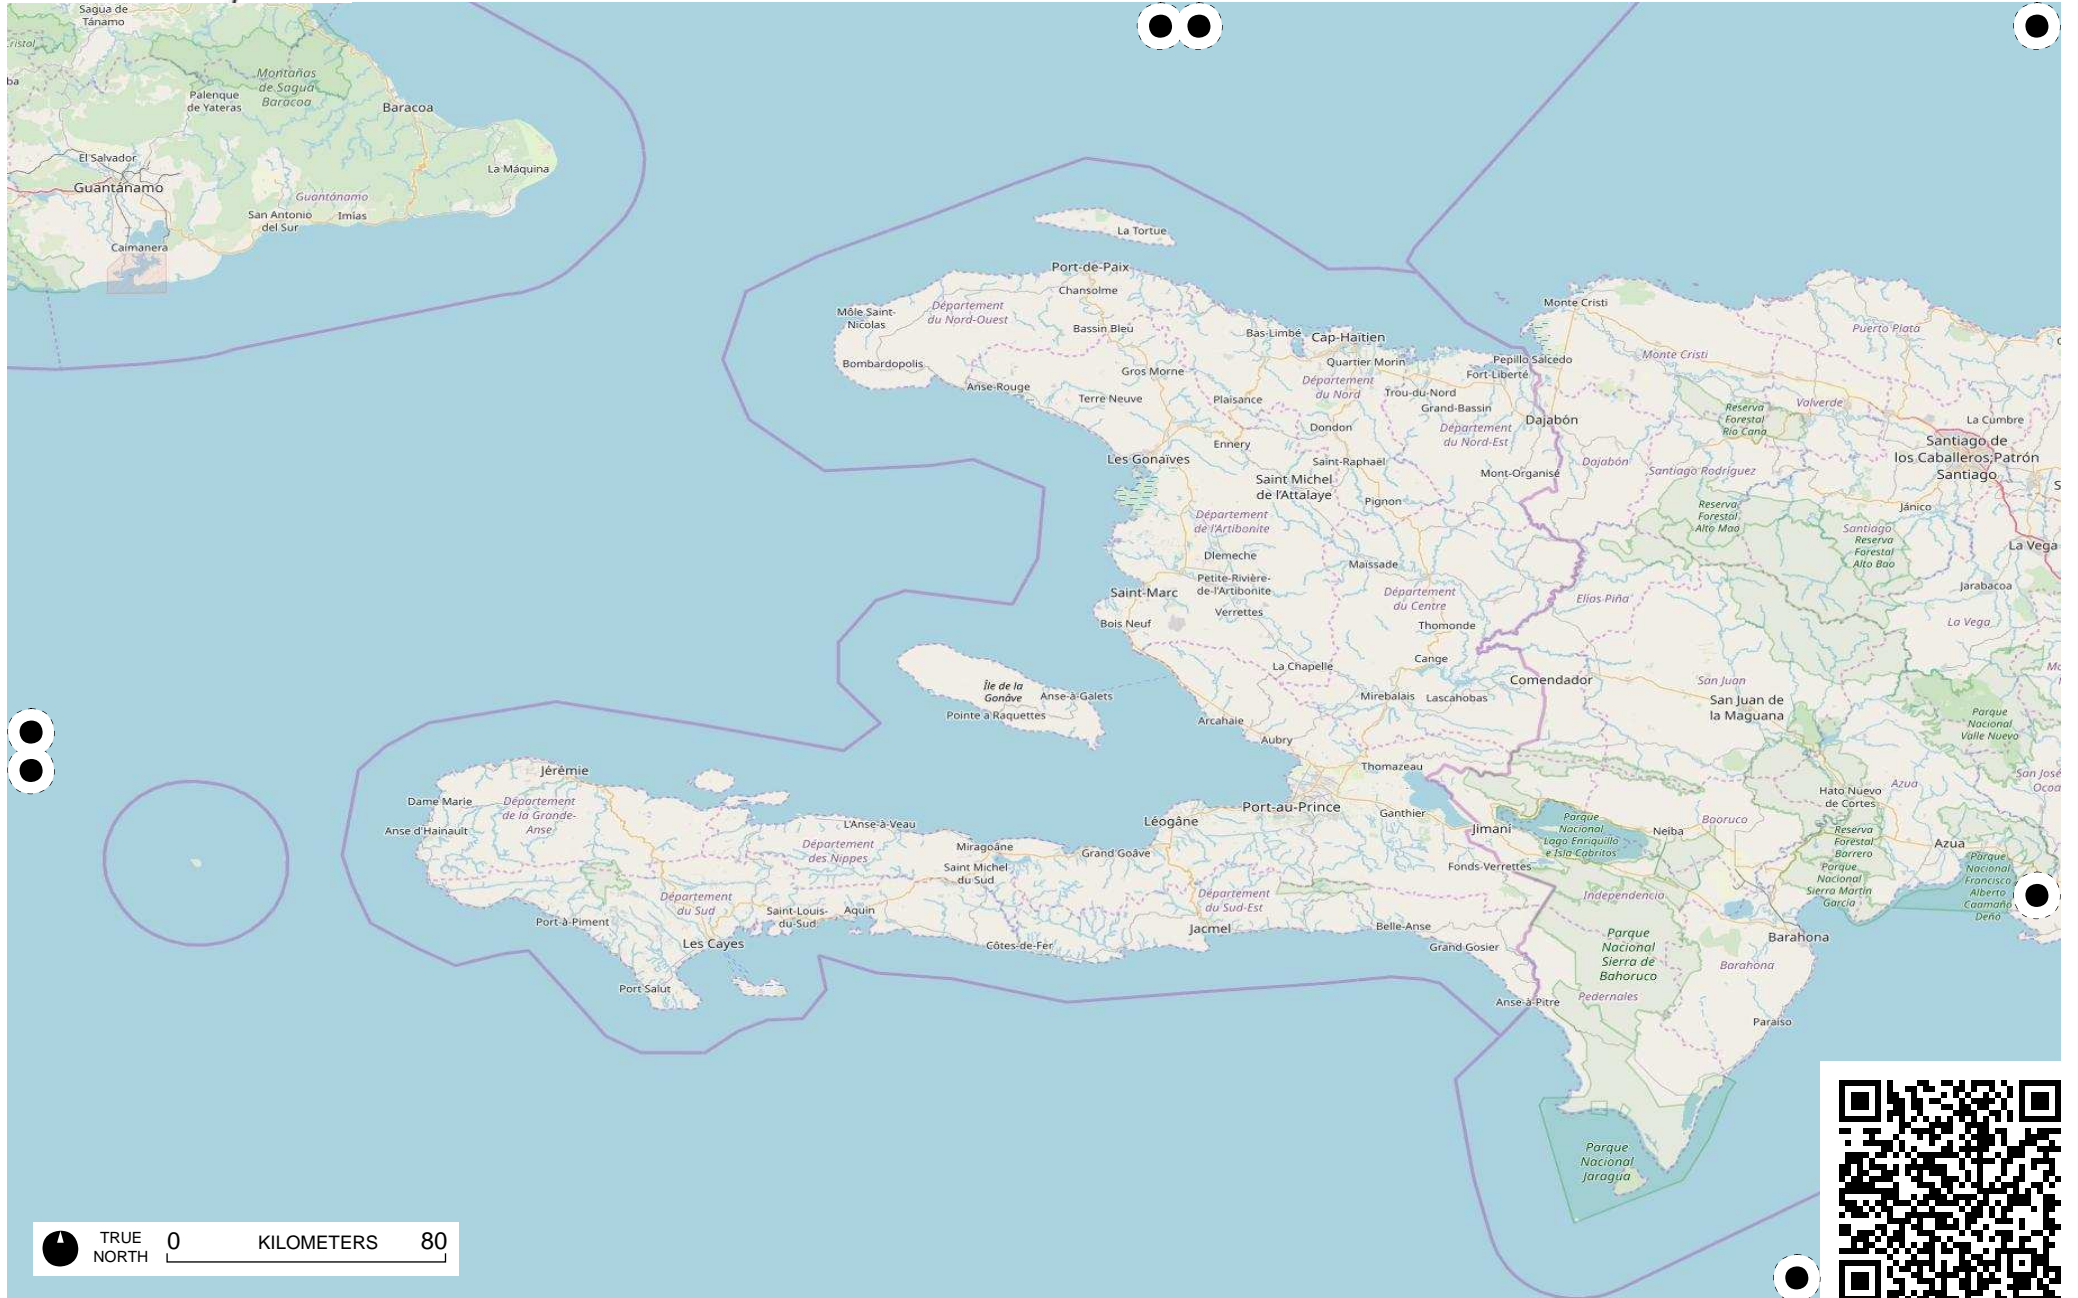 Sagua de
Tánamo
Cristal
ba
Montañas
de Sagua
Baracoa
Palenque
de Yateras
Baracoa
El Salvador
La Máquina
Guantánamo
Guantánamo
San Antonio
del Sur
Imías
Caimanera
La Tortue
Port-de-Paix
Chansolme
Môle Saint-
Nicolas
Département
du Nord-Ouest
Bassin Bleu
Bas-Limbé
Cap-Haïtien
Monte Cristi
Puerto Plata
Bombardopolis
Quartier Morin
Pepillo Salcedo
Monte Cristi
Gros Morne
Fort-Liberté
Anse-Rouge
Département
du Nord
Terre Neuve
Plaisance
Trou-du-Nord
Grand-Bassin
Reserva
Forestal
Río Cana
Valverde
Dondon
Département
du Nord-Est
Dajabón
La Cumbre
Ennery
Santiago de
los Caballeros;Patrón
Santiago
Les Gonaïves
Saint-Raphaël
Dajabón
Santiago Rodríguez
Saint Michel
de l'Attalaye
Mont-Organisé
S
Pignon
Département
de l'Artibonite
Reserva
Forestal
Alto Mao
Jánico
Santiago
Reserva
Forestal
Alto Bao
La Vega
Dlemeche
Maïssade
Petite-Rivière-
de-l'Artibonite
Saint-Marc
Verrettes
Département
du Centre
Elías Piña
Jarabacoa
Bois Neuf
Thomonde
La Vega
La Chapelle
Cange
Comendador
San Juan
Île de la
Gonâve
Anse-à-Galets
Mirebalais
Lascahobas
San Juan de
la Maguana
Pointe a Raquettes
Arcahaie
Parque
Nacional
Valle Nuevo
Aubry
Thomazeau
Jérémie
San José
Ocoa
Dame Marie
Département
de la Grande-
Anse
Port-au-Prince
Ganthier
Hato Nuevo
de Cortes
Azua
Anse d'Hainault
L'Anse-à-Veau
Léogâne
Jimaní
Parque
Nacional
Lago Enriquillo
e Isla Cabritos
Neiba
Baoruco
Département
des Nippes
Miragoâne
Grand Goâve
Reserva
Forestal
Barrero
Azua
Saint Michel
du Sud
Fonds-Verrettes
Parque
Nacional
Sierra Martín
García
Parque
Nacional
Francisco
Alberto
Caamaño
Deñó
Département
du Sud
Département
du Sud-Est
Independencia
Port-à-Piment
Saint-Louis-
du-Sud
Aquin
Jacmel
Belle-Anse
Les Cayes
Côtes-de-Fer
Grand Gosier
Parque
Nacional
Sierra de
Bahoruco
Barahona
Barahona
Port Salut
Anse-à-Pitre
Pedernales
Paraíso
Parque
Nacional
Jaragua
TRUE
NORTH
0 KILOMETERS 80